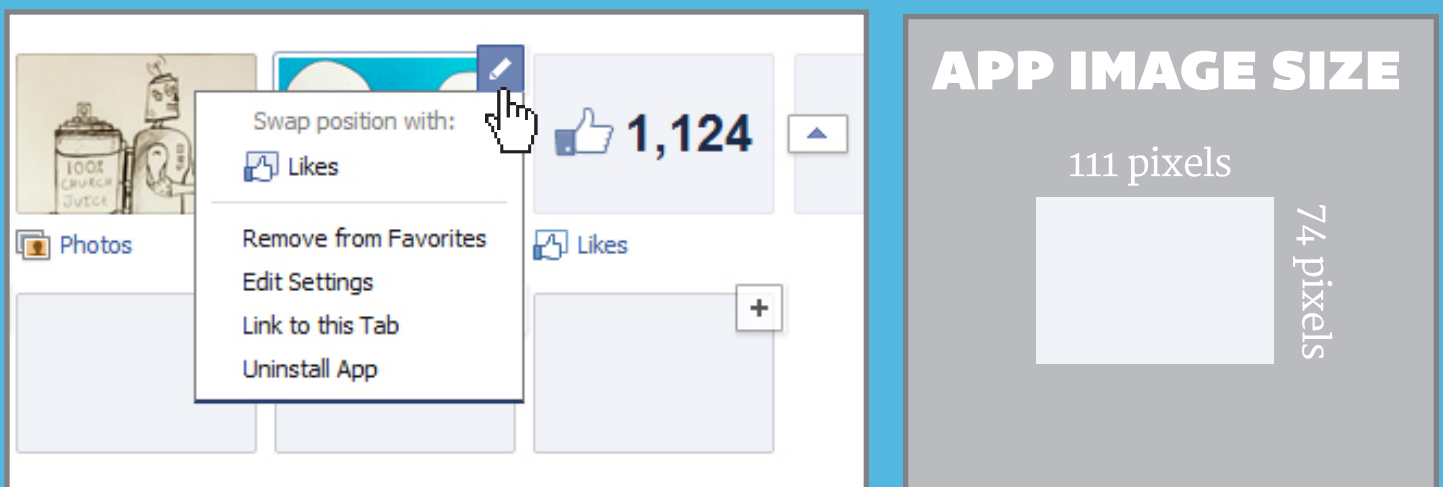 100%
CHURCH
JUICE
Photos
Swap position with:
Likes
Remove from Favorites
Edit Settings
Link to this Tab
Uninstall App
1,124
Likes
APP IMAGE SIZE
111 pixels
74 pixels